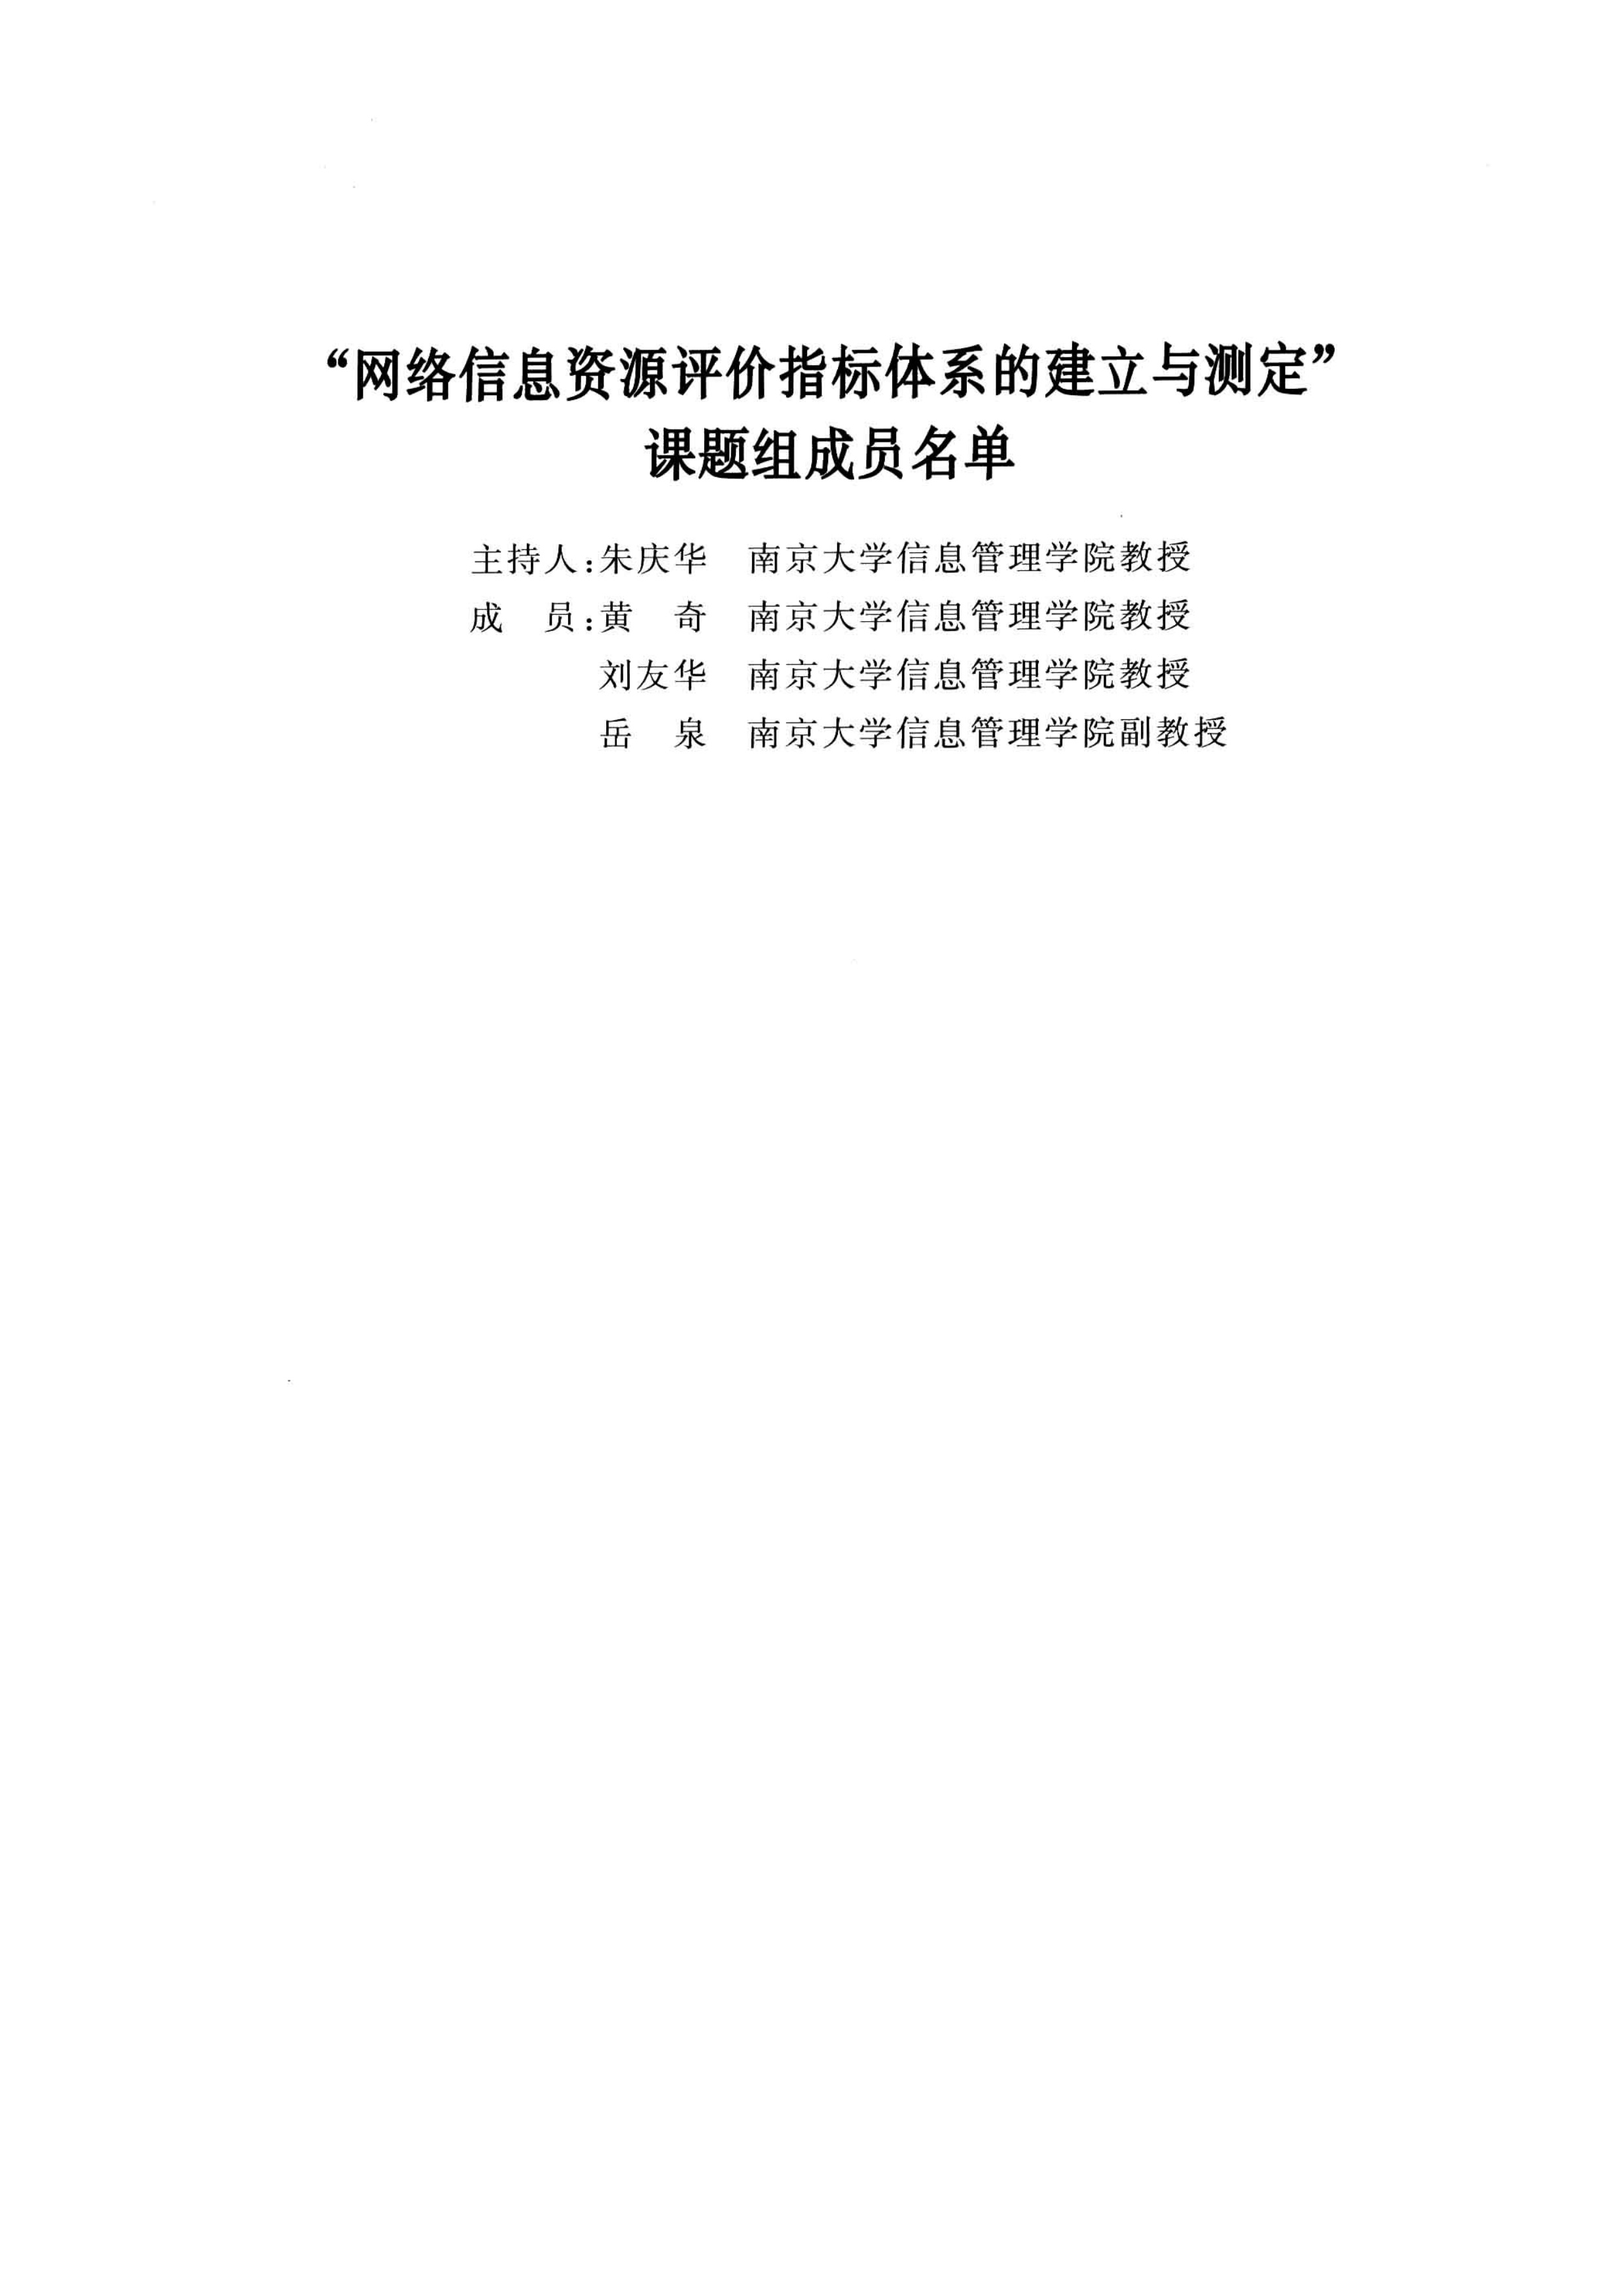 “网络信息资源评价指标体系的建立与测定”
课题组成员名单
主持人：朱庆华　南京大学信息管理学院教授
成　员：黄　奇　南京大学信息管理学院教授
刘友华　南京大学信息管理学院教授
岳　泉　南京大学信息管理学院副教授